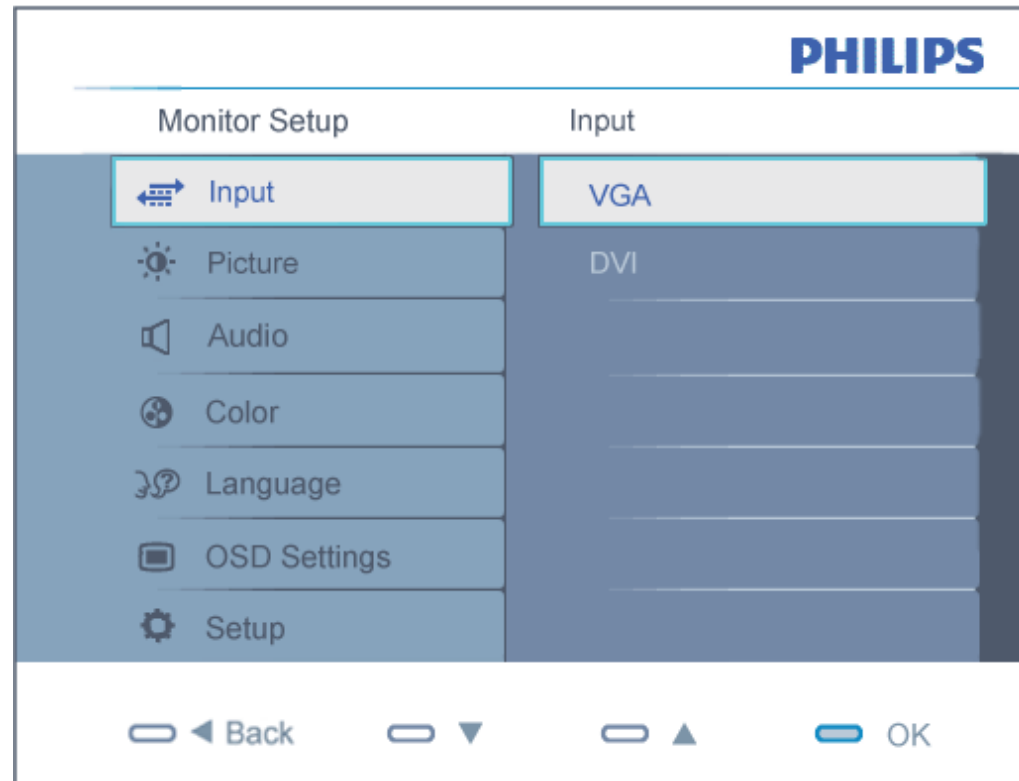 PHILIPS
Monitor Setup
Input
Input
VGA
Picture
DVI
Audio
Color
Language
OSD Settings
Setup
Back
OK